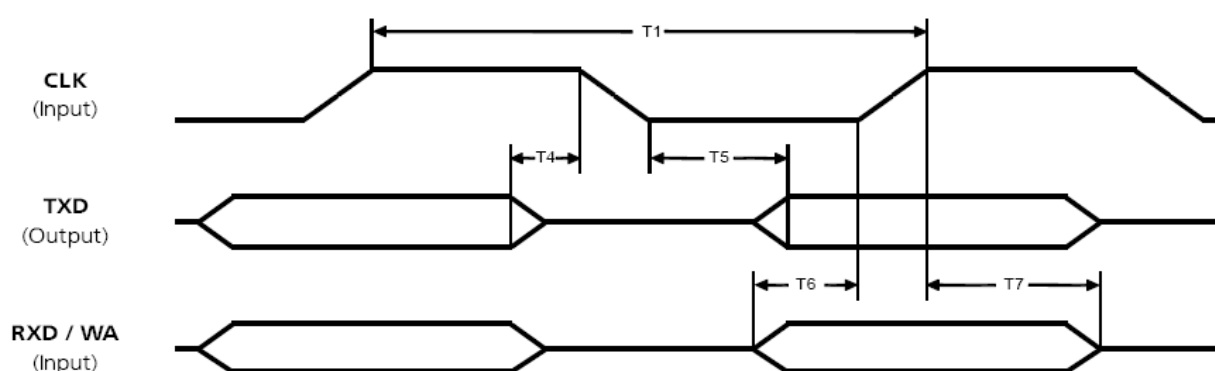 T1
CLK
(Input)
T4
T5
TXD
(Output)
T6
T7
RXD / WA
(Input)